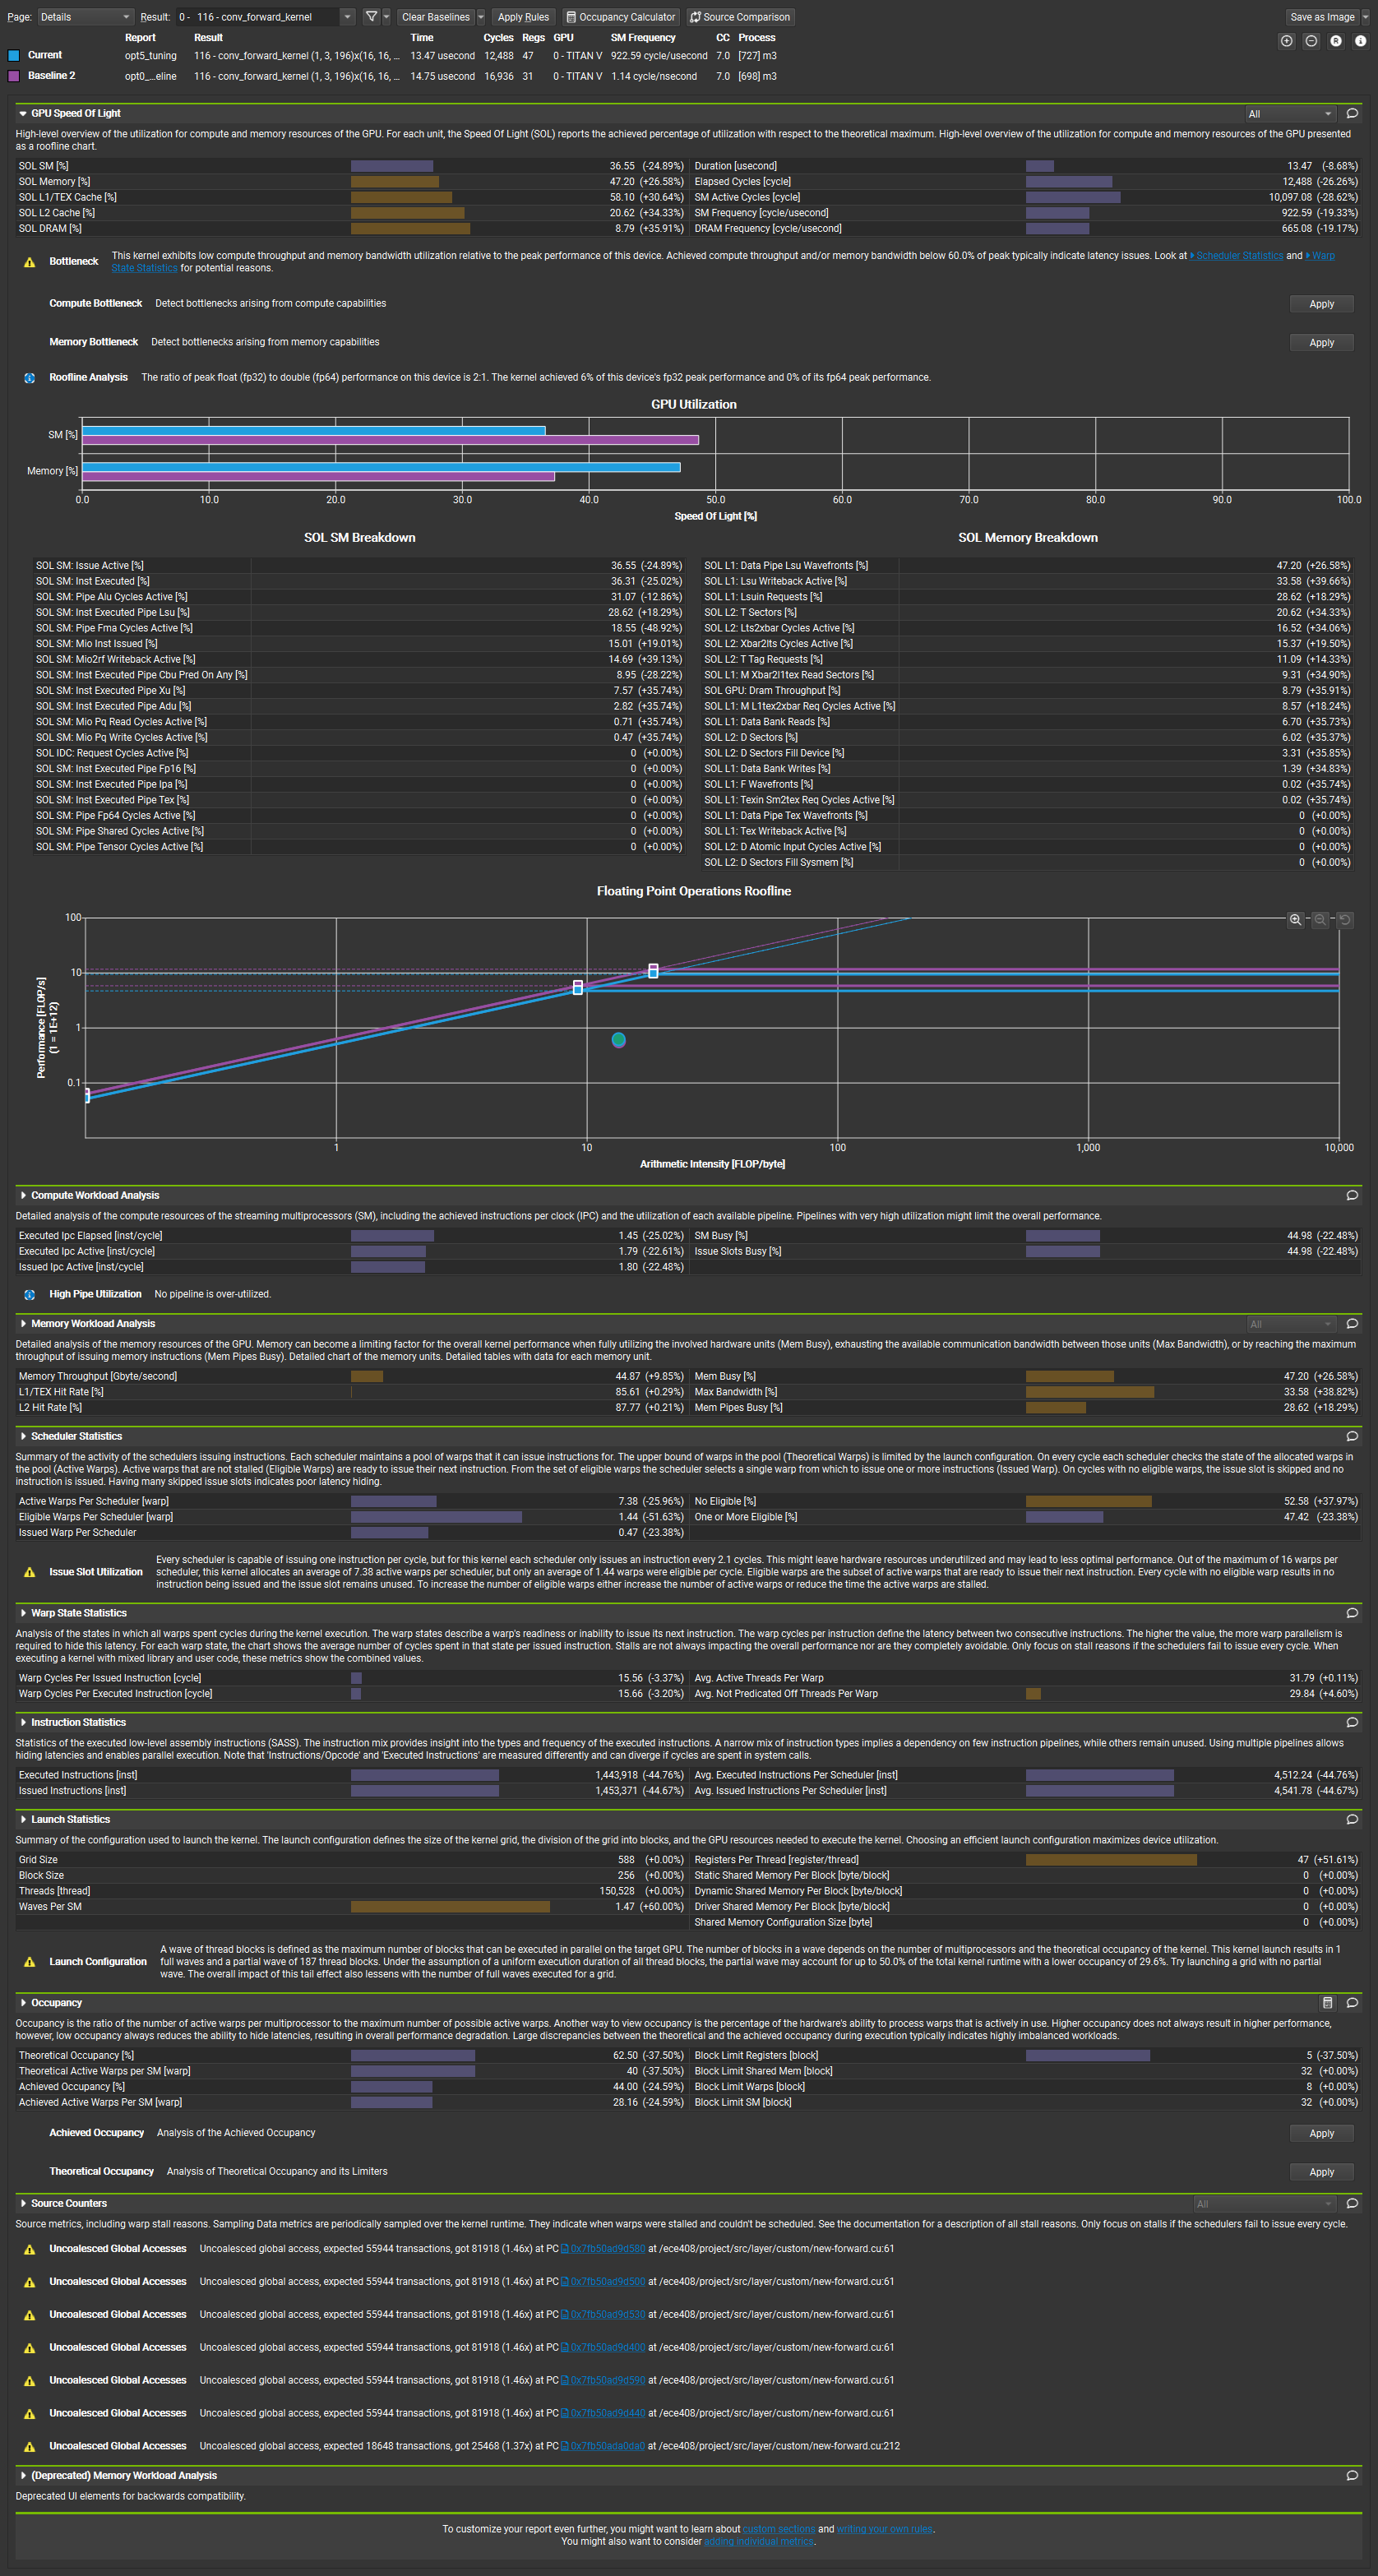 Page: Details Result: 0 - 116 - conv_forward_kernel Clear Baselines Apply Rules Occupancy Calculator Source Comparison Save as Image
Report Result Time Cycles Regs GPU SM Frequency CC Process
Current opt5_tuning 116 - conv_forward_kernel (1, 3, 196)x(16, 16, ... 13.47 usecond 12,488 47 0 - TITAN V 922.59 cycle/usecond 7.0 [727] m3
Baseline 2 opt0_...eline 116 - conv_forward_kernel (1, 3, 196)x(16, 16, ... 14.75 usecond 16,936 31 0 - TITAN V 1.14 cycle/nsecond 7.0 [698] m3
GPU Speed Of Light All
High-level overview of the utilization for compute and memory resources of the GPU. For each unit, the Speed Of Light (SOL) reports the achieved percentage of utilization with respect to the theoretical maximum. High-level overview of the utilization for compute and memory resources of the GPU presented
as a roofline chart.
SOL SM [%] 36.55 (-24.89%) Duration [usecond] 13.47 (-8.68%)
SOL Memory [%] 47.20 (+26.58%) Elapsed Cycles [cycle] 12,488 (-26.26%)
SOL L1/TEX Cache [%] 58.10 (+30.64%) SM Active Cycles [cycle] 10,097.08 (-28.62%)
SOL L2 Cache [%] 20.62 (+34.33%) SM Frequency [cycle/usecond] 922.59 (-19.33%)
SOL DRAM [%] 8.79 (+35.91%) DRAM Frequency [cycle/usecond] 665.08 (-19.17%)
Bottleneck This kernel exhibits low compute throughput and memory bandwidth utilization relative to the peak performance of this device. Achieved compute throughput and/or memory bandwidth below 60.0% of peak typically indicate latency issues. Look at Scheduler Statistics and Warp
State Statistics for potential reasons.
Compute Bottleneck Detect bottlenecks arising from compute capabilities Apply
Memory Bottleneck Detect bottlenecks arising from memory capabilities Apply
Roofline Analysis The ratio of peak float (fp32) to double (fp64) performance on this device is 2:1. The kernel achieved 6% of this device's fp32 peak performance and 0% of its fp64 peak performance.
GPU Utilization
SM [%]
Memory [%]
0.0 10.0 20.0 30.0 40.0 50.0 60.0 70.0 80.0 90.0 100.0
Speed Of Light [%]
SOL SM Breakdown SOL Memory Breakdown
SOL SM: Issue Active [%] 36.55 (-24.89%) SOL L1: Data Pipe Lsu Wavefronts [%] 47.20 (+26.58%)
SOL SM: Inst Executed [%] 36.31 (-25.02%) SOL L1: Lsu Writeback Active [%] 33.58 (+39.66%)
SOL SM: Pipe Alu Cycles Active [%] 31.07 (-12.86%) SOL L1: Lsuin Requests [%] 28.62 (+18.29%)
SOL SM: Inst Executed Pipe Lsu [%] 28.62 (+18.29%) SOL L2: T Sectors [%] 20.62 (+34.33%)
SOL SM: Pipe Fma Cycles Active [%] 18.55 (-48.92%) SOL L2: Lts2xbar Cycles Active [%] 16.52 (+34.06%)
SOL SM: Mio Inst Issued [%] 15.01 (+19.01%) SOL L2: Xbar2lts Cycles Active [%] 15.37 (+19.50%)
SOL SM: Mio2rf Writeback Active [%] 14.69 (+39.13%) SOL L2: T Tag Requests [%] 11.09 (+14.33%)
SOL SM: Inst Executed Pipe Cbu Pred On Any [%] 8.95 (-28.22%) SOL L1: M Xbar2l1tex Read Sectors [%] 9.31 (+34.90%)
SOL SM: Inst Executed Pipe Xu [%] 7.57 (+35.74%) SOL GPU: Dram Throughput [%] 8.79 (+35.91%)
SOL SM: Inst Executed Pipe Adu [%] 2.82 (+35.74%) SOL L1: M L1tex2xbar Req Cycles Active [%] 8.57 (+18.24%)
SOL SM: Mio Pq Read Cycles Active [%] 0.71 (+35.74%) SOL L1: Data Bank Reads [%] 6.70 (+35.73%)
SOL SM: Mio Pq Write Cycles Active [%] 0.47 (+35.74%) SOL L2: D Sectors [%] 6.02 (+35.37%)
SOL IDC: Request Cycles Active [%] 0 (+0.00%) SOL L2: D Sectors Fill Device [%] 3.31 (+35.85%)
SOL SM: Inst Executed Pipe Fp16 [%] 0 (+0.00%) SOL L1: Data Bank Writes [%] 1.39 (+34.83%)
SOL SM: Inst Executed Pipe Ipa [%] 0 (+0.00%) SOL L1: F Wavefronts [%] 0.02 (+35.74%)
SOL SM: Inst Executed Pipe Tex [%] 0 (+0.00%) SOL L1: Texin Sm2tex Req Cycles Active [%] 0.02 (+35.74%)
SOL SM: Pipe Fp64 Cycles Active [%] 0 (+0.00%) SOL L1: Data Pipe Tex Wavefronts [%] 0 (+0.00%)
SOL SM: Pipe Shared Cycles Active [%] 0 (+0.00%) SOL L1: Tex Writeback Active [%] 0 (+0.00%)
SOL SM: Pipe Tensor Cycles Active [%] 0 (+0.00%) SOL L2: D Atomic Input Cycles Active [%] 0 (+0.00%)
SOL L2: D Sectors Fill Sysmem [%] 0 (+0.00%)
Floating Point Operations Roofline
100
10
1
0.1
Performance [FLOP/s]
(1 = 1E+12)
1 10 100 1,000 10,000
Arithmetic Intensity [FLOP/byte]
Compute Workload Analysis
Detailed analysis of the compute resources of the streaming multiprocessors (SM), including the achieved instructions per clock (IPC) and the utilization of each available pipeline. Pipelines with very high utilization might limit the overall performance.
Executed Ipc Elapsed [inst/cycle] 1.45 (-25.02%) SM Busy [%] 44.98 (-22.48%)
Executed Ipc Active [inst/cycle] 1.79 (-22.61%) Issue Slots Busy [%] 44.98 (-22.48%)
Issued Ipc Active [inst/cycle] 1.80 (-22.48%)
High Pipe Utilization No pipeline is over-utilized.
Memory Workload Analysis All
Detailed analysis of the memory resources of the GPU. Memory can become a limiting factor for the overall kernel performance when fully utilizing the involved hardware units (Mem Busy), exhausting the available communication bandwidth between those units (Max Bandwidth), or by reaching the maximum
throughput of issuing memory instructions (Mem Pipes Busy). Detailed chart of the memory units. Detailed tables with data for each memory unit.
Memory Throughput [Gbyte/second] 44.87 (+9.85%) Mem Busy [%] 47.20 (+26.58%)
L1/TEX Hit Rate [%] 85.61 (+0.29%) Max Bandwidth [%] 33.58 (+38.82%)
L2 Hit Rate [%] 87.77 (+0.21%) Mem Pipes Busy [%] 28.62 (+18.29%)
Scheduler Statistics
Summary of the activity of the schedulers issuing instructions. Each scheduler maintains a pool of warps that it can issue instructions for. The upper bound of warps in the pool (Theoretical Warps) is limited by the launch configuration. On every cycle each scheduler checks the state of the allocated warps in
the pool (Active Warps). Active warps that are not stalled (Eligible Warps) are ready to issue their next instruction. From the set of eligible warps the scheduler selects a single warp from which to issue one or more instructions (Issued Warp). On cycles with no eligible warps, the issue slot is skipped and no
instruction is issued. Having many skipped issue slots indicates poor latency hiding.
Active Warps Per Scheduler [warp] 7.38 (-25.96%) No Eligible [%] 52.58 (+37.97%)
Eligible Warps Per Scheduler [warp] 1.44 (-51.63%) One or More Eligible [%] 47.42 (-23.38%)
Issued Warp Per Scheduler 0.47 (-23.38%)
Issue Slot Utilization Every scheduler is capable of issuing one instruction per cycle, but for this kernel each scheduler only issues an instruction every 2.1 cycles. This might leave hardware resources underutilized and may lead to less optimal performance. Out of the maximum of 16 warps per
scheduler, this kernel allocates an average of 7.38 active warps per scheduler, but only an average of 1.44 warps were eligible per cycle. Eligible warps are the subset of active warps that are ready to issue their next instruction. Every cycle with no eligible warp results in no
instruction being issued and the issue slot remains unused. To increase the number of eligible warps either increase the number of active warps or reduce the time the active warps are stalled.
Warp State Statistics
Analysis of the states in which all warps spent cycles during the kernel execution. The warp states describe a warp's readiness or inability to issue its next instruction. The warp cycles per instruction define the latency between two consecutive instructions. The higher the value, the more warp parallelism is
required to hide this latency. For each warp state, the chart shows the average number of cycles spent in that state per issued instruction. Stalls are not always impacting the overall performance nor are they completely avoidable. Only focus on stall reasons if the schedulers fail to issue every cycle. When
executing a kernel with mixed library and user code, these metrics show the combined values.
Warp Cycles Per Issued Instruction [cycle] 15.56 (-3.37%) Avg. Active Threads Per Warp 31.79 (+0.11%)
Warp Cycles Per Executed Instruction [cycle] 15.66 (-3.20%) Avg. Not Predicated Off Threads Per Warp 29.84 (+4.60%)
Instruction Statistics
Statistics of the executed low-level assembly instructions (SASS). The instruction mix provides insight into the types and frequency of the executed instructions. A narrow mix of instruction types implies a dependency on few instruction pipelines, while others remain unused. Using multiple pipelines allows
hiding latencies and enables parallel execution. Note that 'Instructions/Opcode' and 'Executed Instructions' are measured differently and can diverge if cycles are spent in system calls.
Executed Instructions [inst] 1,443,918 (-44.76%) Avg. Executed Instructions Per Scheduler [inst] 4,512.24 (-44.76%)
Issued Instructions [inst] 1,453,371 (-44.67%) Avg. Issued Instructions Per Scheduler [inst] 4,541.78 (-44.67%)
Launch Statistics
Summary of the configuration used to launch the kernel. The launch configuration defines the size of the kernel grid, the division of the grid into blocks, and the GPU resources needed to execute the kernel. Choosing an efficient launch configuration maximizes device utilization.
Grid Size 588 (+0.00%) Registers Per Thread [register/thread] 47 (+51.61%)
Block Size 256 (+0.00%) Static Shared Memory Per Block [byte/block] 0 (+0.00%)
Threads [thread] 150,528 (+0.00%) Dynamic Shared Memory Per Block [byte/block] 0 (+0.00%)
Waves Per SM 1.47 (+60.00%) Driver Shared Memory Per Block [byte/block] 0 (+0.00%)
Shared Memory Configuration Size [byte] 0 (+0.00%)
Launch Configuration A wave of thread blocks is defined as the maximum number of blocks that can be executed in parallel on the target GPU. The number of blocks in a wave depends on the number of multiprocessors and the theoretical occupancy of the kernel. This kernel launch results in 1
full waves and a partial wave of 187 thread blocks. Under the assumption of a uniform execution duration of all thread blocks, the partial wave may account for up to 50.0% of the total kernel runtime with a lower occupancy of 29.6%. Try launching a grid with no partial
wave. The overall impact of this tail effect also lessens with the number of full waves executed for a grid.
Occupancy
Occupancy is the ratio of the number of active warps per multiprocessor to the maximum number of possible active warps. Another way to view occupancy is the percentage of the hardware's ability to process warps that is actively in use. Higher occupancy does not always result in higher performance,
however, low occupancy always reduces the ability to hide latencies, resulting in overall performance degradation. Large discrepancies between the theoretical and the achieved occupancy during execution typically indicates highly imbalanced workloads.
Theoretical Occupancy [%] 62.50 (-37.50%) Block Limit Registers [block] 5 (-37.50%)
Theoretical Active Warps per SM [warp] 40 (-37.50%) Block Limit Shared Mem [block] 32 (+0.00%)
Achieved Occupancy [%] 44.00 (-24.59%) Block Limit Warps [block] 8 (+0.00%)
Achieved Active Warps Per SM [warp] 28.16 (-24.59%) Block Limit SM [block] 32 (+0.00%)
Achieved Occupancy Analysis of the Achieved Occupancy Apply
Theoretical Occupancy Analysis of Theoretical Occupancy and its Limiters Apply
Source Counters All
Source metrics, including warp stall reasons. Sampling Data metrics are periodically sampled over the kernel runtime. They indicate when warps were stalled and couldn't be scheduled. See the documentation for a description of all stall reasons. Only focus on stalls if the schedulers fail to issue every cycle.
Uncoalesced Global Accesses Uncoalesced global access, expected 55944 transactions, got 81918 (1.46x) at PC 0x7fb50ad9d580 at /ece408/project/src/layer/custom/new-forward.cu:61
Uncoalesced Global Accesses Uncoalesced global access, expected 55944 transactions, got 81918 (1.46x) at PC 0x7fb50ad9d500 at /ece408/project/src/layer/custom/new-forward.cu:61
Uncoalesced Global Accesses Uncoalesced global access, expected 55944 transactions, got 81918 (1.46x) at PC 0x7fb50ad9d530 at /ece408/project/src/layer/custom/new-forward.cu:61
Uncoalesced Global Accesses Uncoalesced global access, expected 55944 transactions, got 81918 (1.46x) at PC 0x7fb50ad9d400 at /ece408/project/src/layer/custom/new-forward.cu:61
Uncoalesced Global Accesses Uncoalesced global access, expected 55944 transactions, got 81918 (1.46x) at PC 0x7fb50ad9d590 at /ece408/project/src/layer/custom/new-forward.cu:61
Uncoalesced Global Accesses Uncoalesced global access, expected 55944 transactions, got 81918 (1.46x) at PC 0x7fb50ad9d440 at /ece408/project/src/layer/custom/new-forward.cu:61
Uncoalesced Global Accesses Uncoalesced global access, expected 18648 transactions, got 25468 (1.37x) at PC 0x7fb50ada0da0 at /ece408/project/src/layer/custom/new-forward.cu:212
(Deprecated) Memory Workload Analysis
Deprecated UI elements for backwards compatibility.
To customize your report even further, you might want to learn about custom sections and writing your own rules.
You might also want to consider adding individual metrics.